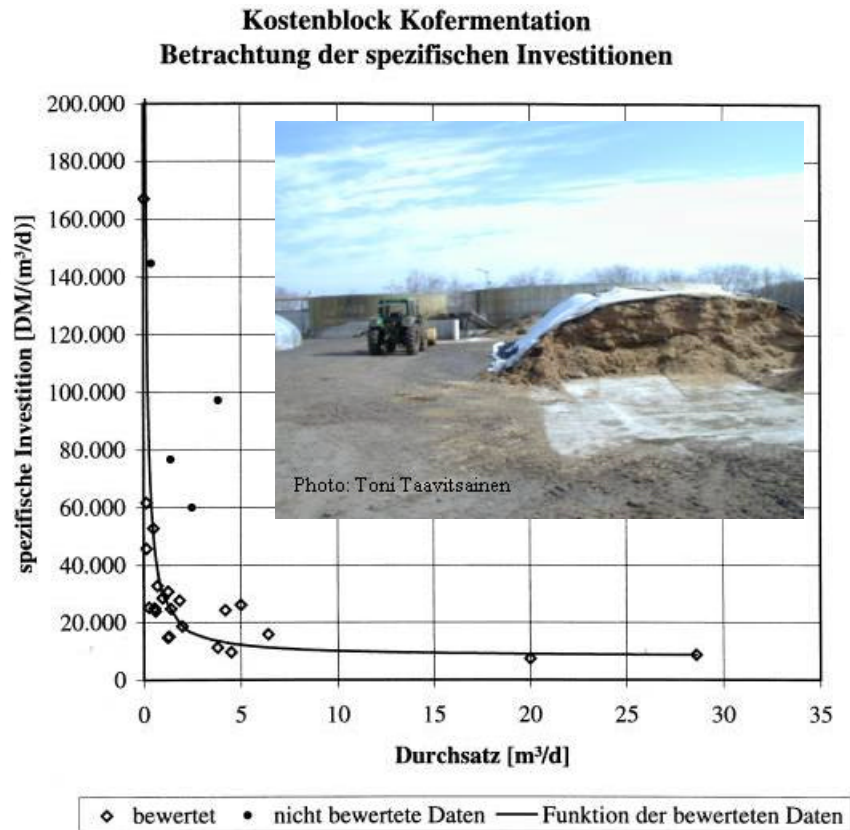 Kostenblock Kofermentation
Betrachtung der spezifischen Investitionen
spezifische Investition [DM/(m³/d)]
200.000
180.000
160.000
140.000
120.000
100.000
80.000
60.000
40.000
20.000
0
Photo: Toni Taavitsainen
0 5 10 15 20 25 30 35
Durchsatz [m³/d]
bewertet nicht bewertete Daten Funktion der bewerteten Daten